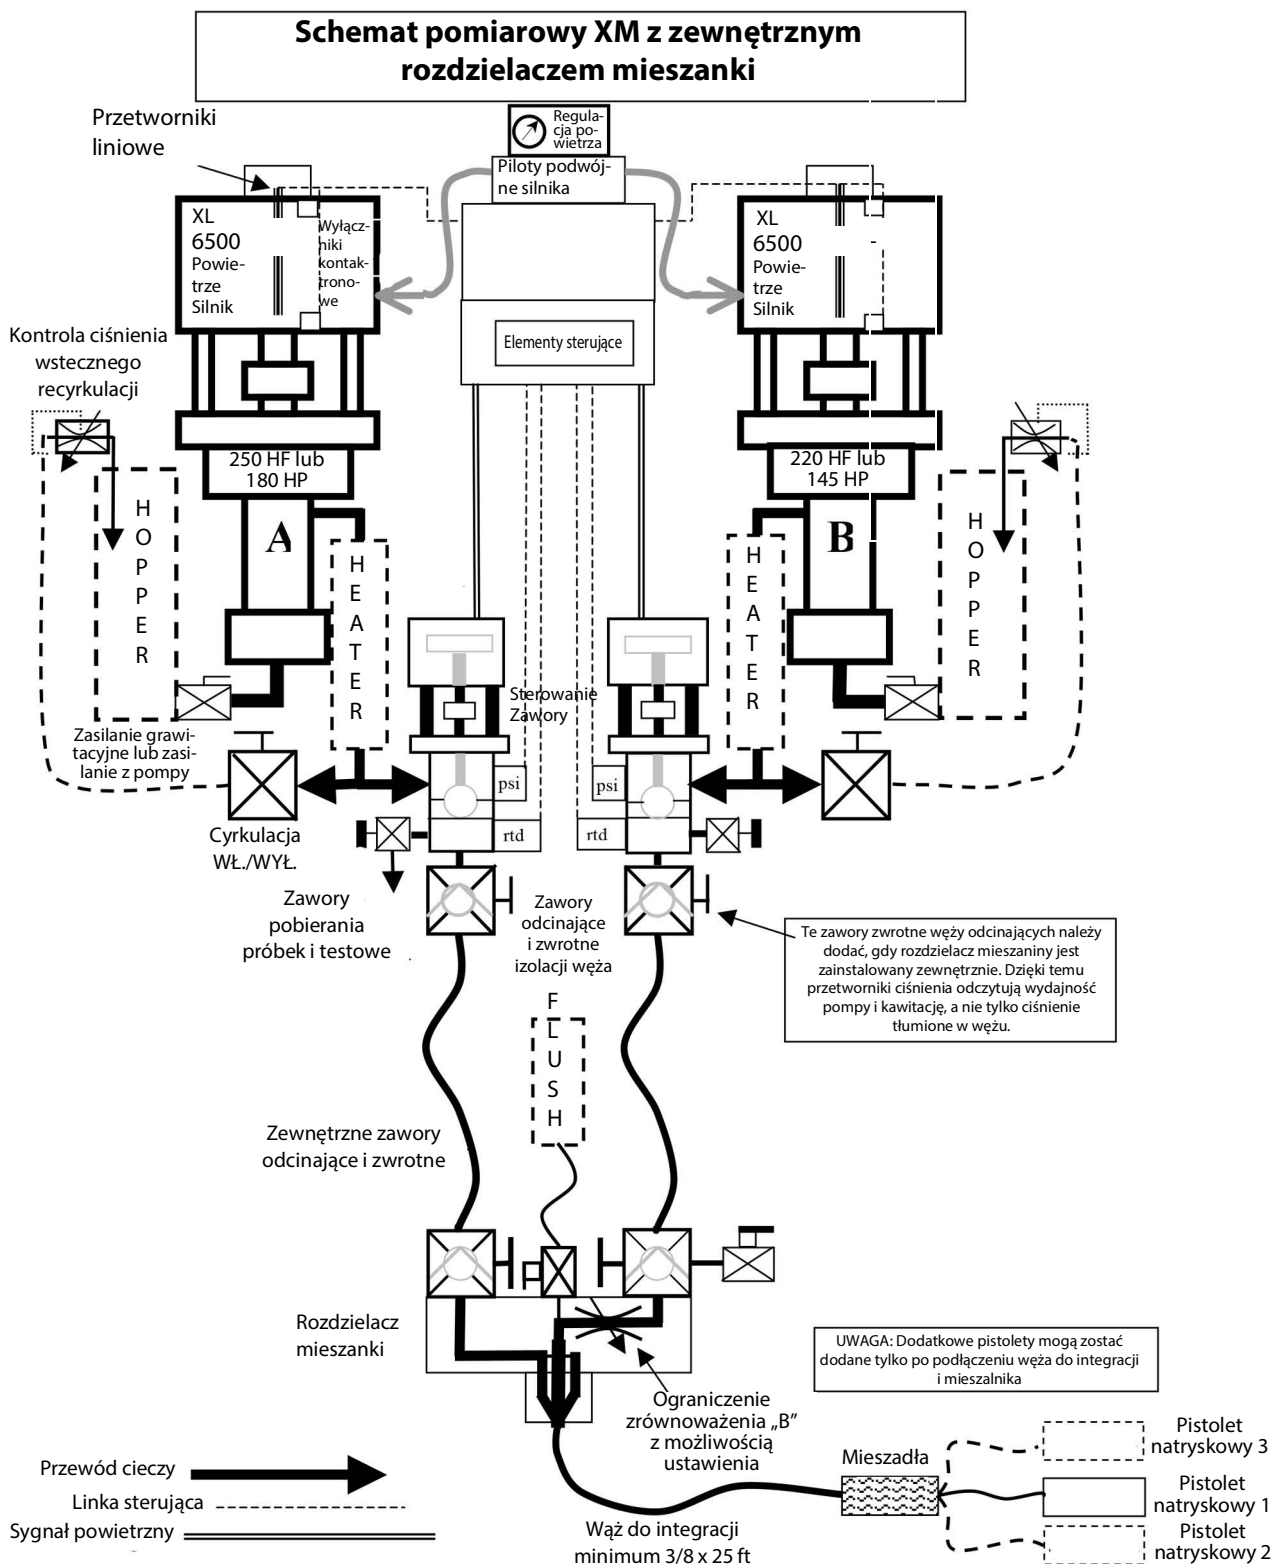 Schemat pomiarowy XM z zewnętrznym
rozdzielaczem mieszanki
Przetworniki
liniowe
Regula-
cja po-
wietrza
Piloty podwój-
ne silnika
XL
6500
Powie-
trze
Silnik
Wyłącz-
niki
kontak-
trono-
we
XL
6500
Powie-
trze
Silnik
Elementy sterujące
Kontrola ciśnienia
wstecznego
recyrkulacji
250 HF lub
180 HP
220 HF lub
145 HP
A
B
HOPPER
HEATER
HEATER
HOPPER
Sterowanie
Zawory
Zasilanie grawi-
tacyjne lub zasi-
lanie z pompy
psi
psi
rtd
rtd
Cyrkulacja
WŁ./WYŁ.
Zawory
pobierania
próbek i testowe
Zawory
odcinające
i zwrotne
izolacji węża
Te zawory zwrotne węży odcinających należy
dodać, gdy rozdzielacz mieszaniny jest
zainstalowany zewnętrznie. Dzięki temu
przetworniki ciśnienia odczytują wydajność
pompy i kawitację, a nie tylko ciśnienie
tłumione w wężu.
FLUSH
Zewnętrzne zawory
odcinające i zwrotne
Rozdzielacz
mieszanki
UWAGA: Dodatkowe pistolety mogą zostać
dodane tylko po podłączeniu węża do integracji
i mieszalnika
Ograniczenie
zrównoważenia „B”
z możliwością
ustawienia
Mieszadła
Pistolet
natryskowy 3
Pistolet
natryskowy 1
Pistolet
natryskowy 2
Przewód cieczy
Linka sterująca
Sygnał powietrzny
Wąż do integracji
minimum 3/8 x 25 ft